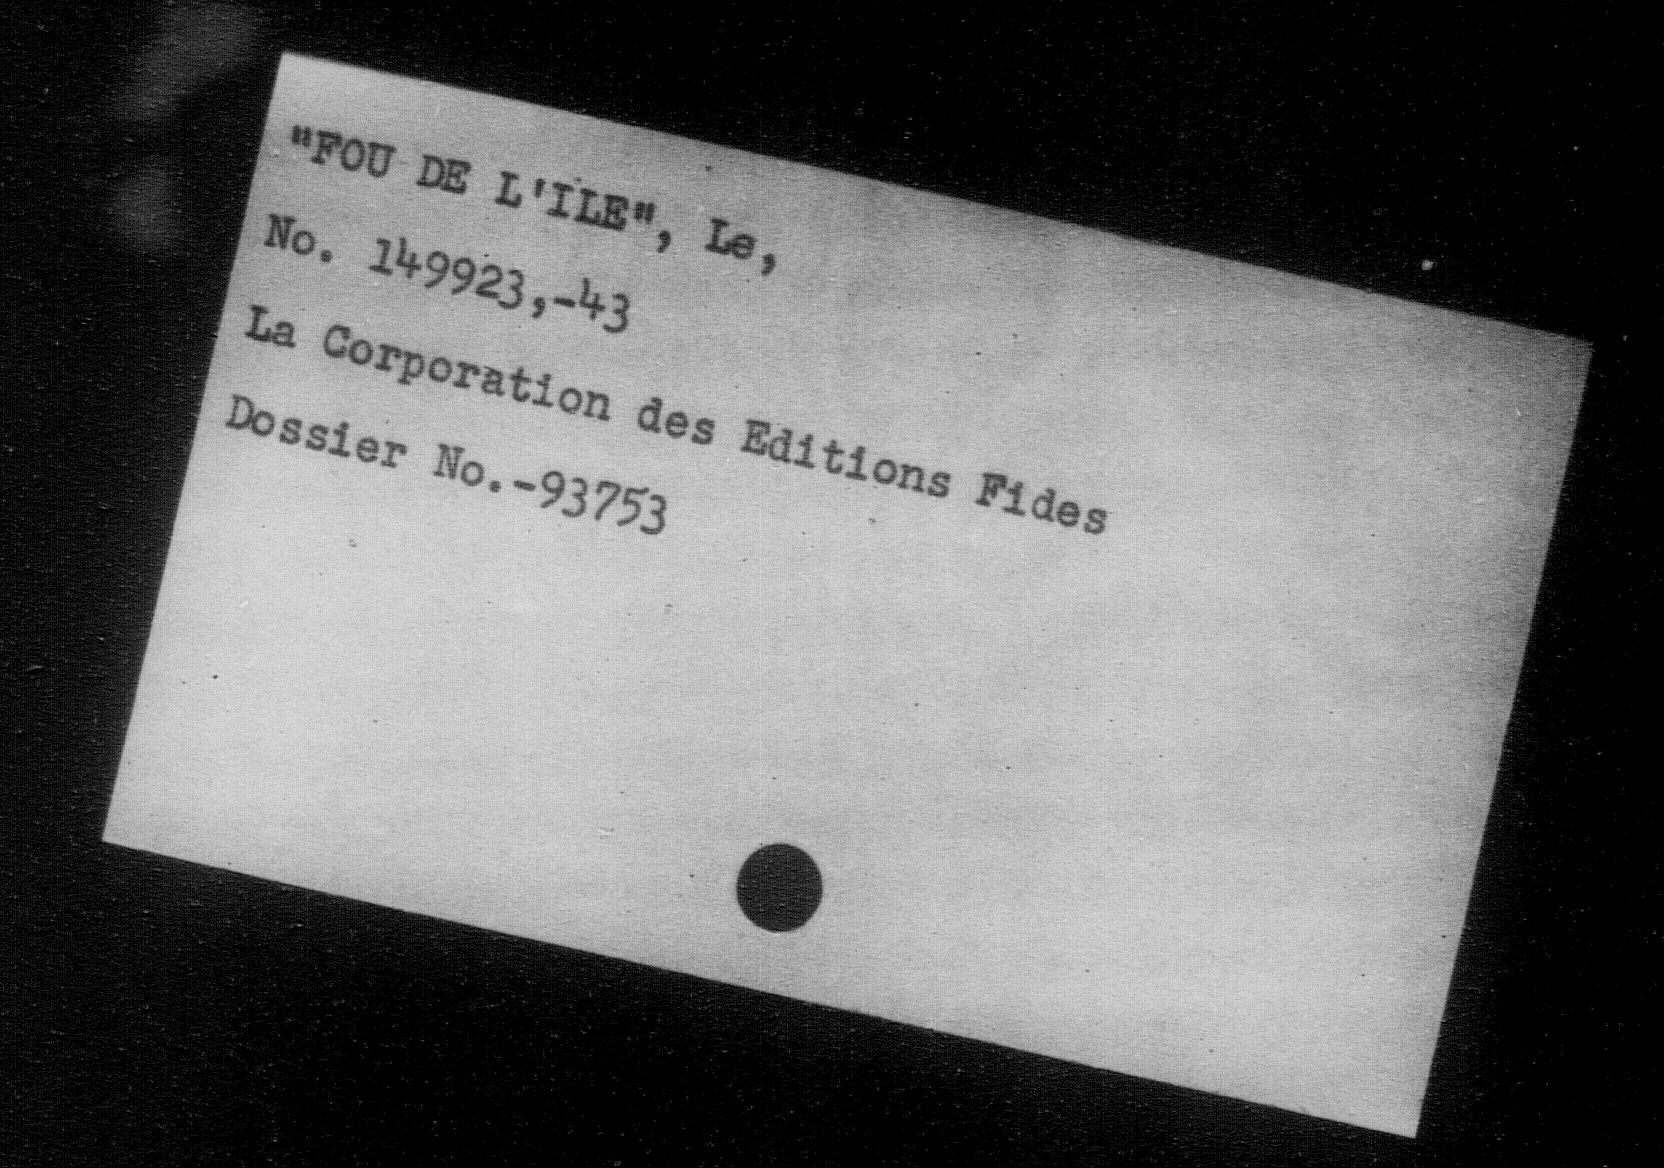 "FOU DE L'ILE", Le,
No. 149923,-43
La Corporation des Editions Fides
Dossier No.-93753